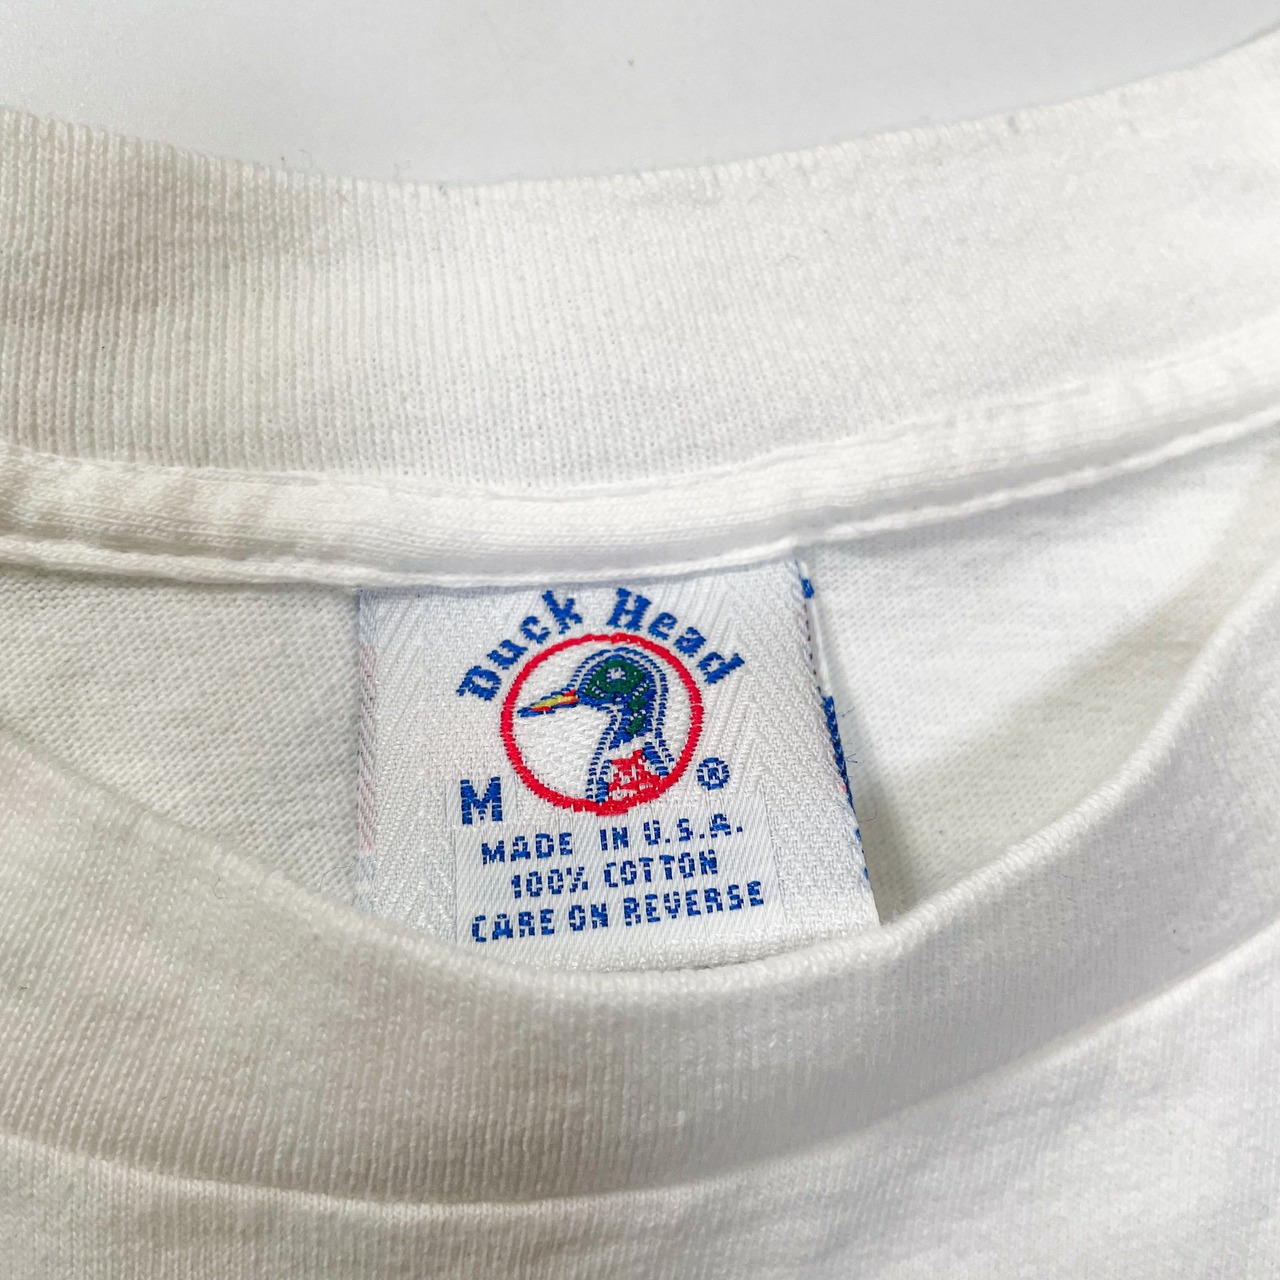 Duck Head
M ®
MADE IN U.S.A.
100% COTTON
CARE ON REVERSE